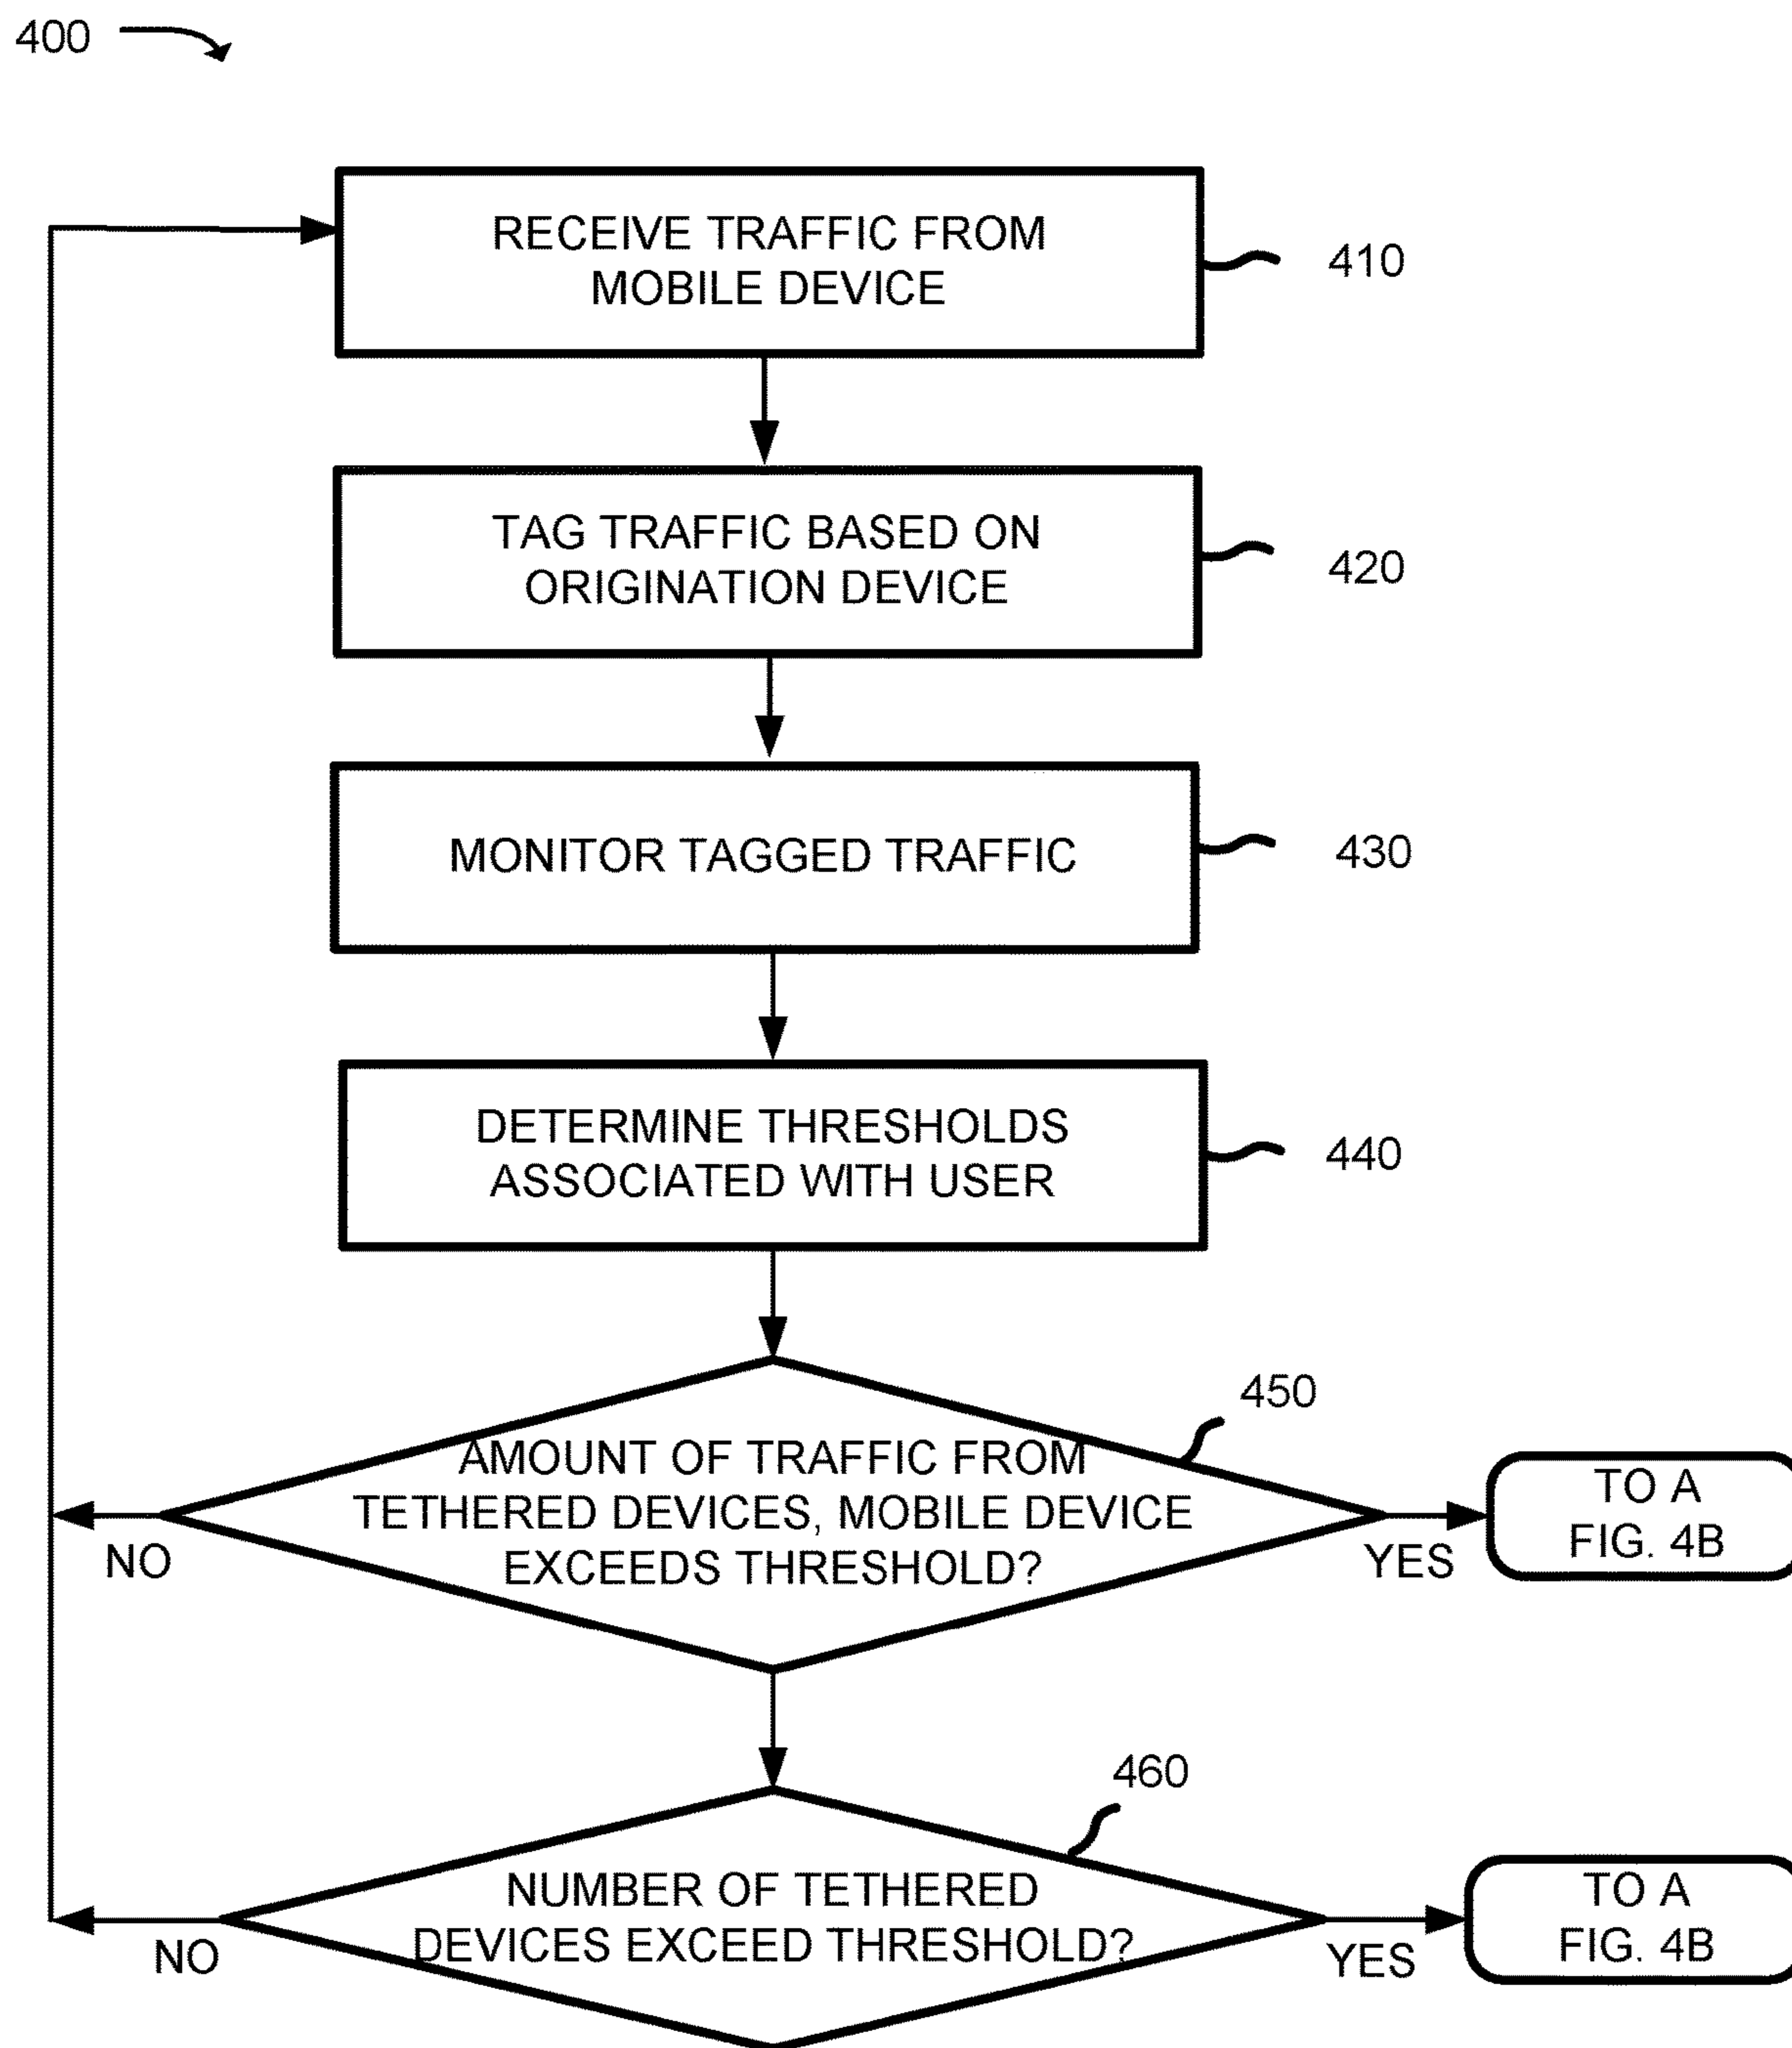 400
RECEIVE TRAFFIC FROM
MOBILE DEVICE
410
TAG TRAFFIC BASED ON
ORIGINATION DEVICE
420
MONITOR TAGGED TRAFFIC
430
DETERMINE THRESHOLDS
ASSOCIATED WITH USER
440
450
AMOUNT OF TRAFFIC FROM
TETHERED DEVICES, MOBILE DEVICE
EXCEEDS THRESHOLD?
NO
YES
TO A
FIG. 4B
460
NUMBER OF TETHERED
DEVICES EXCEED THRESHOLD?
NO
YES
TO A
FIG. 4B